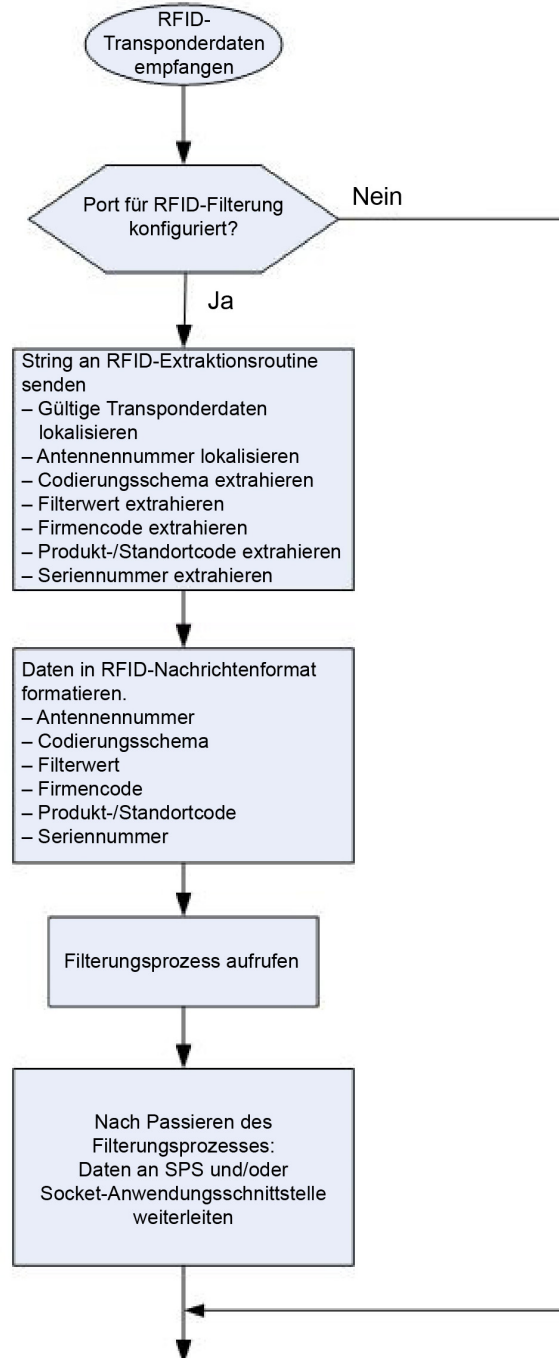 RFID-
Transponderdaten
empfangen
Port für RFID-Filterung
konfiguriert?
Nein
Ja
String an RFID-Extraktionsroutine
senden
– Gültige Transponderdaten
lokalisieren
– Antennennummer lokalisieren
– Codierungsschema extrahieren
– Filterwert extrahieren
– Firmencode extrahieren
– Produkt-/Standortcode extrahieren
– Seriennummer extrahieren
Daten in RFID-Nachrichtenformat
formatieren.
– Antennennummer
– Codierungsschema
– Filterwert
– Firmencode
– Produkt-/Standortcode
– Seriennummer
Filterungsprozess aufrufen
Nach Passieren des
Filterungsprozesses:
Daten an SPS und/oder
Socket-Anwendungsschnittstelle
weiterleiten